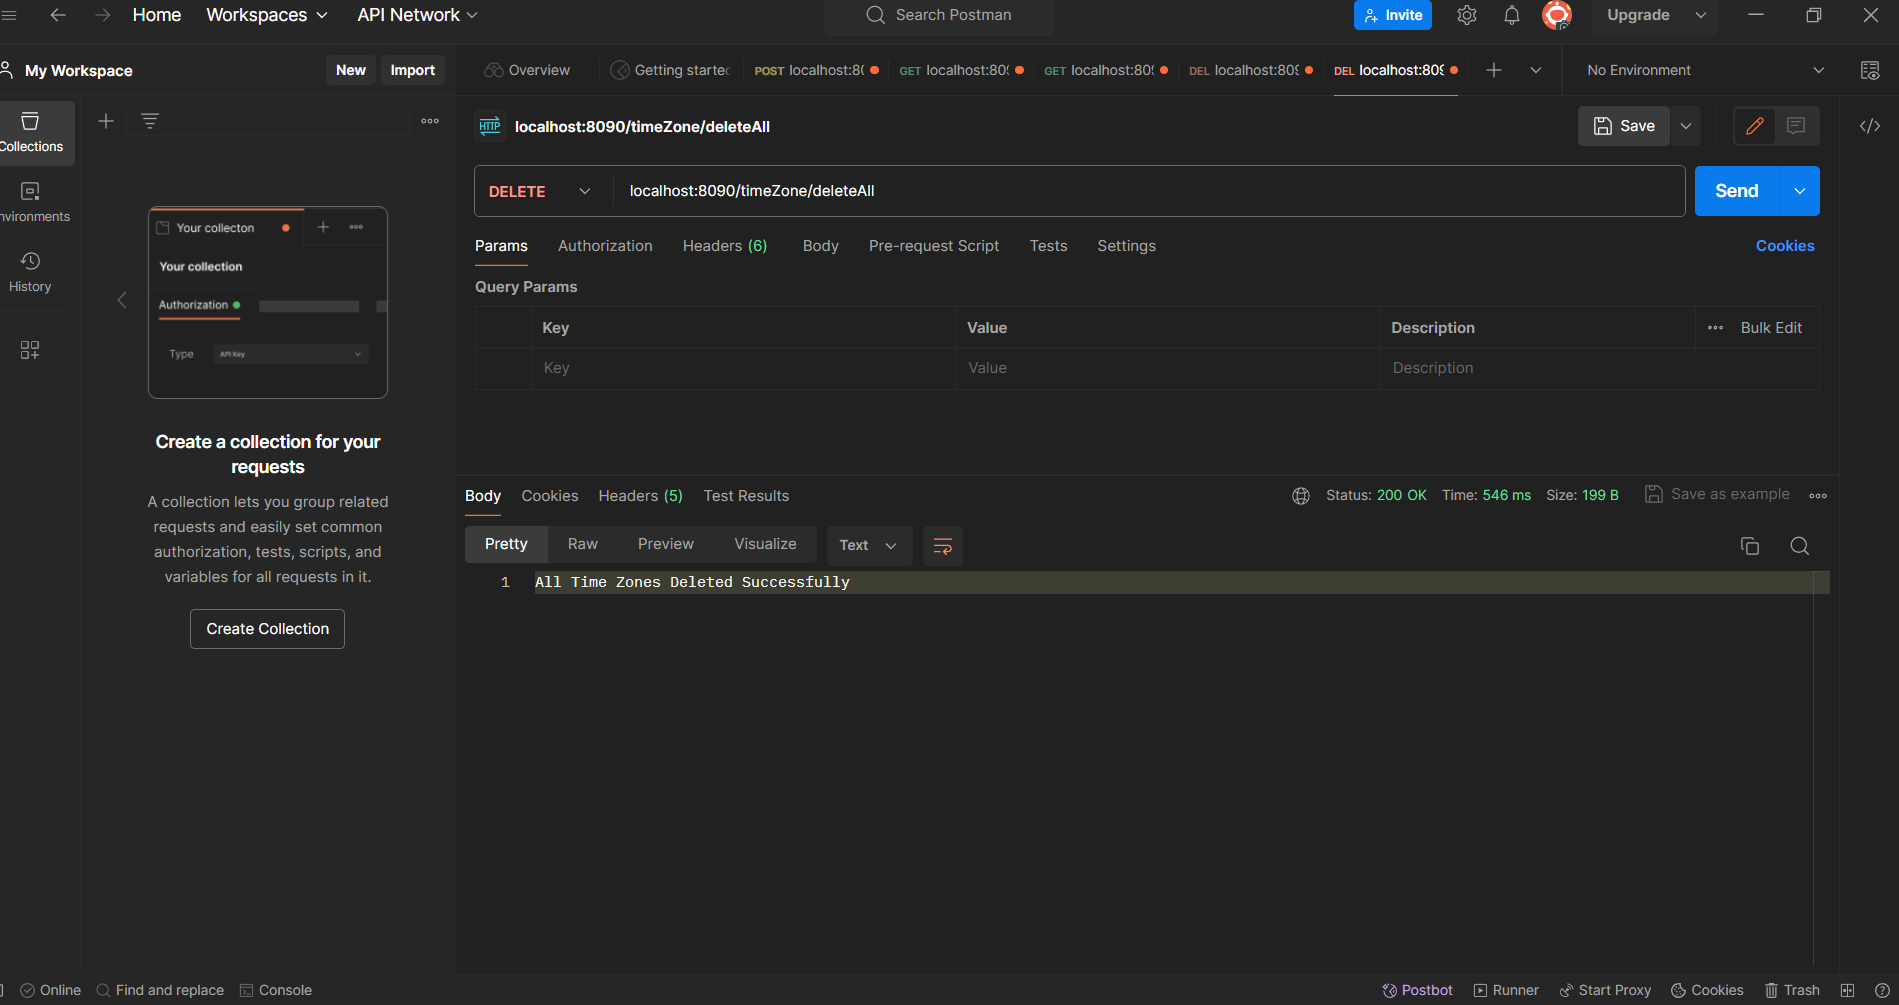 Home Workspaces API Network Search Postman Invite Upgrade
My Workspace New Import Overview Getting starte POST localhost:8 GET localhost:80 GET localhost:80 DEL localhost:80 DEL localhost:809 No Environment
Collections
HTTP localhost:8090/timeZone/deleteAll Save
DELETE localhost:8090/timeZone/deleteAll Send
nvironments
History
Params Authorization Headers (6) Body Pre-request Script Tests Settings Cookies
Query Params
Key Value Description Bulk Edit
Key Value Description
Your collecton
Your collection
Authorization
Type API Key
Create a collection for your
requests
A collection lets you group related
requests and easily set common
authorization, tests, scripts, and
variables for all requests in it.
Create Collection
Body Cookies Headers (5) Test Results Status: 200 OK Time: 546 ms Size: 199 B Save as example
Pretty Raw Preview Visualize Text
1 All Time Zones Deleted Successfully
Online Find and replace Console Postbot Runner Start Proxy Cookies Trash